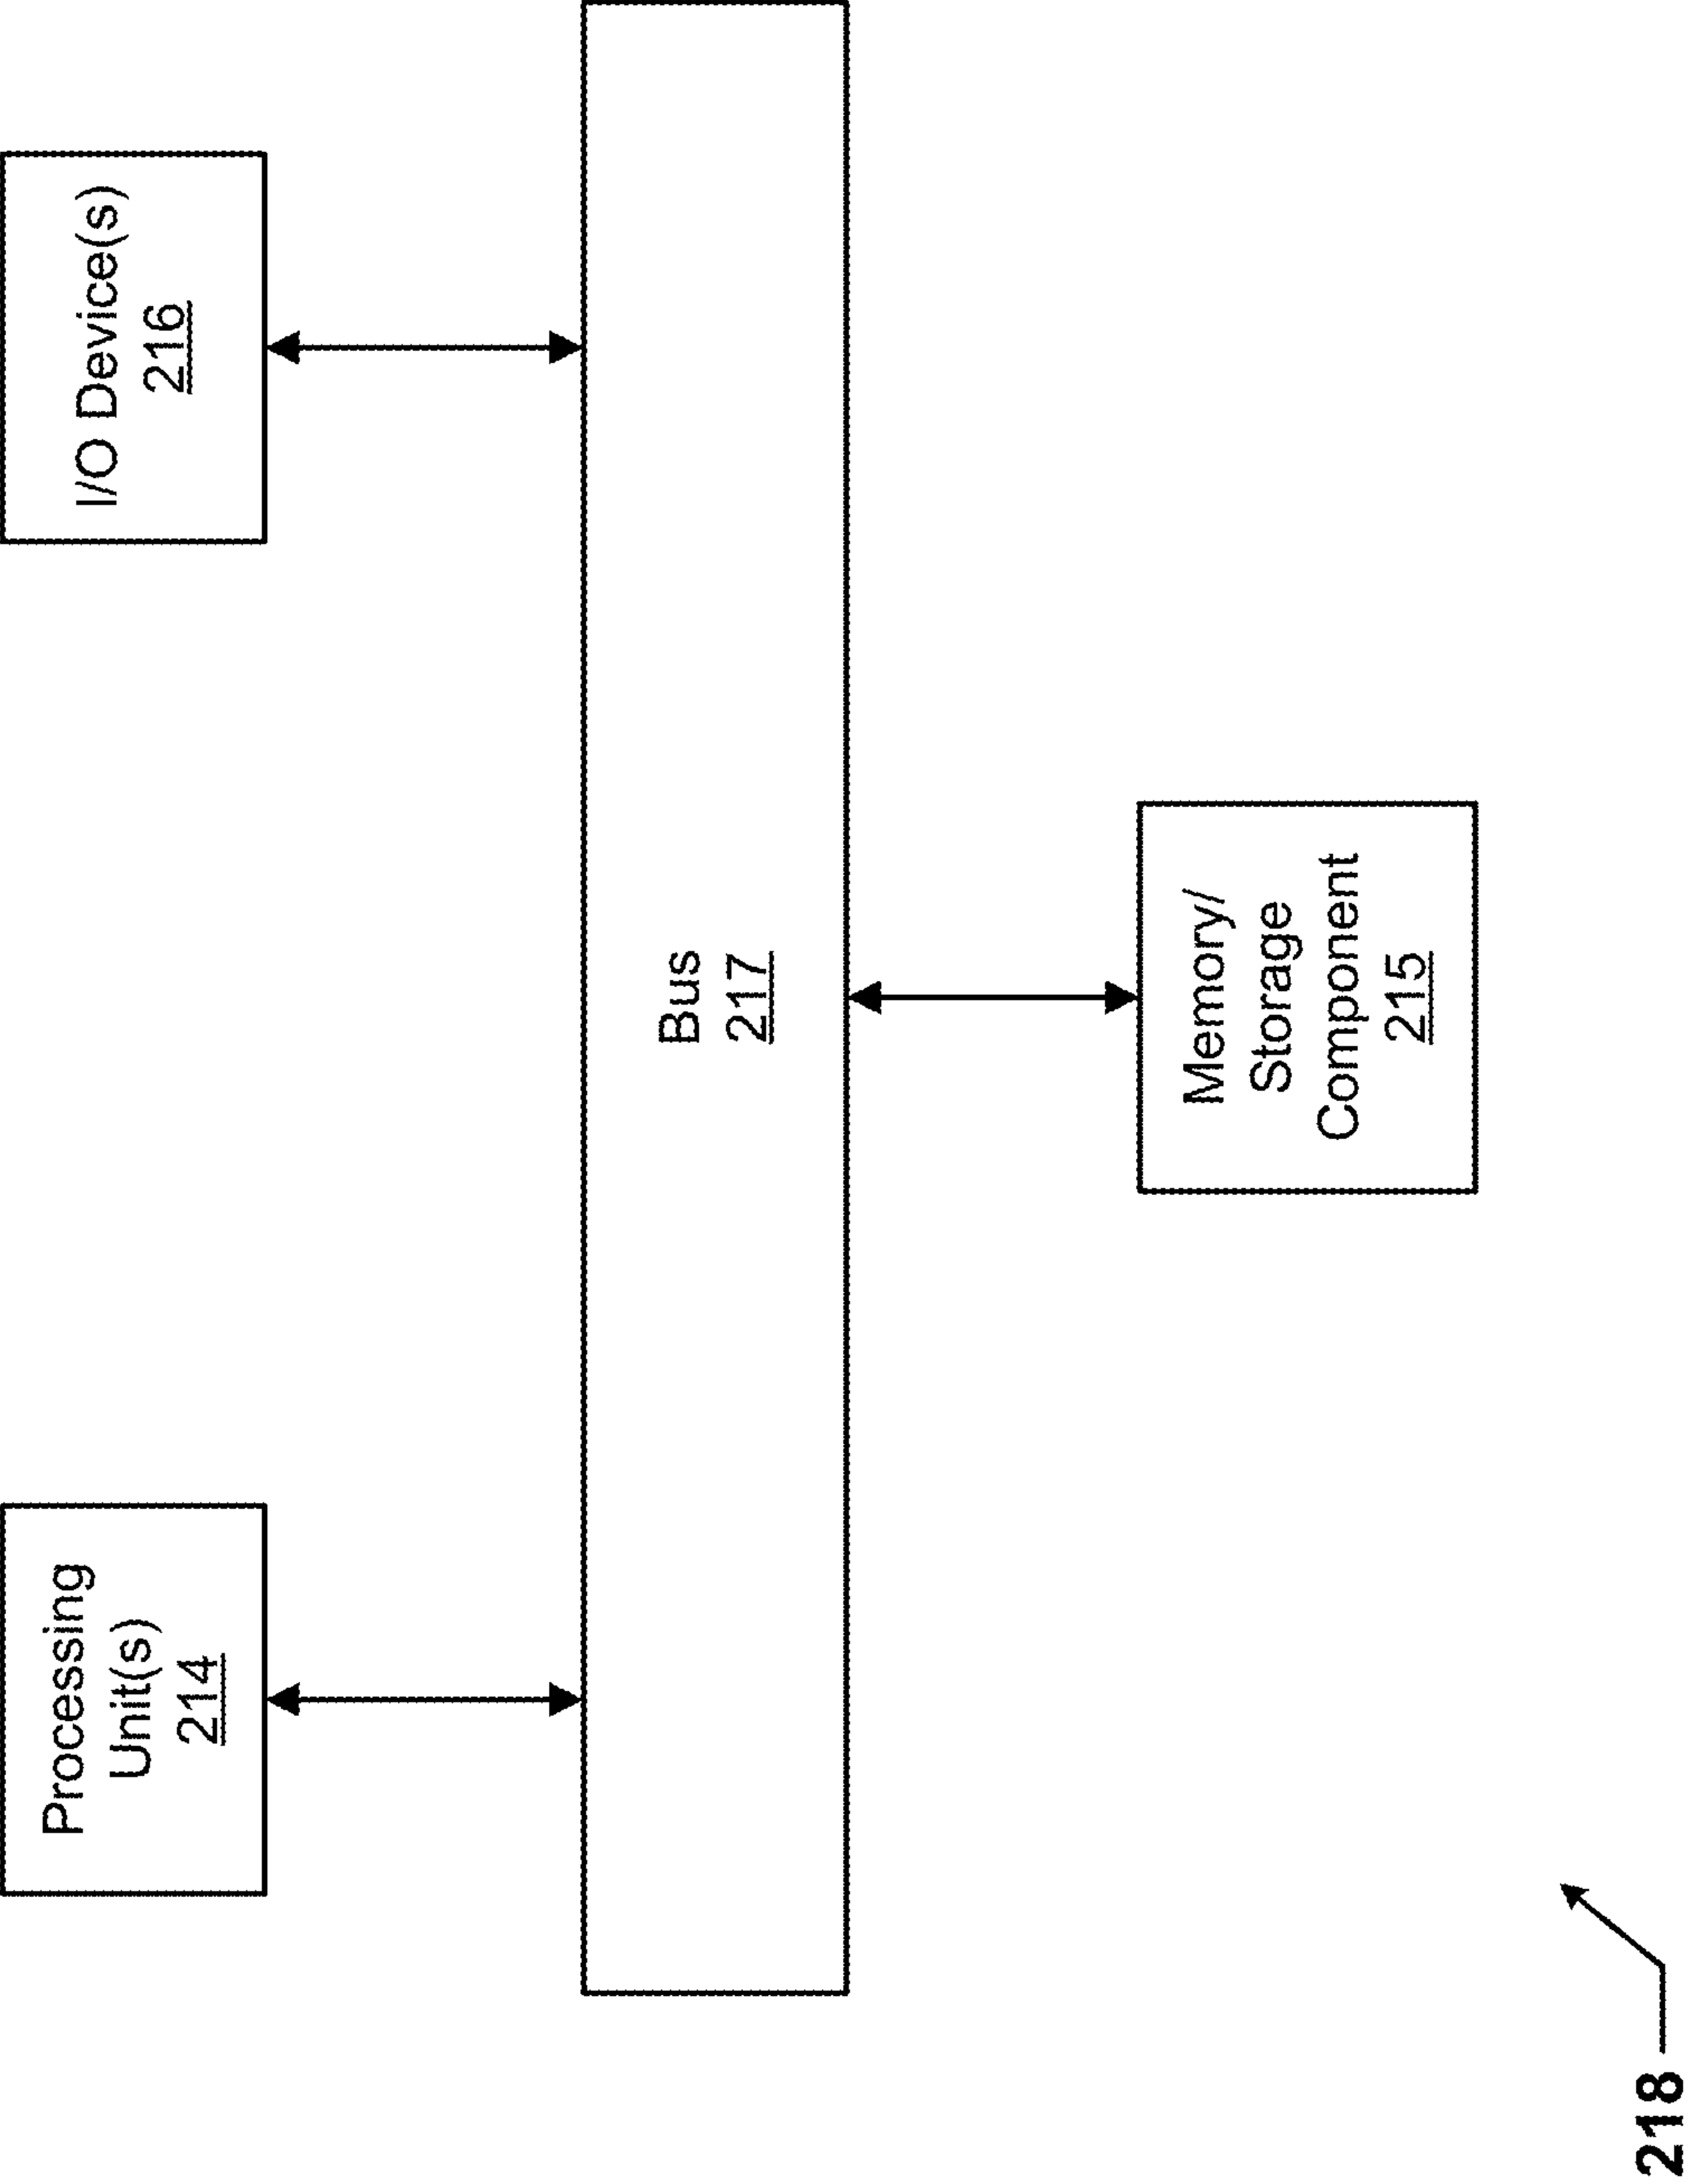 Processing
Unit(s)
214
I/O Device(s)
216
Bus
217
Memory/
Storage
Component
215
218